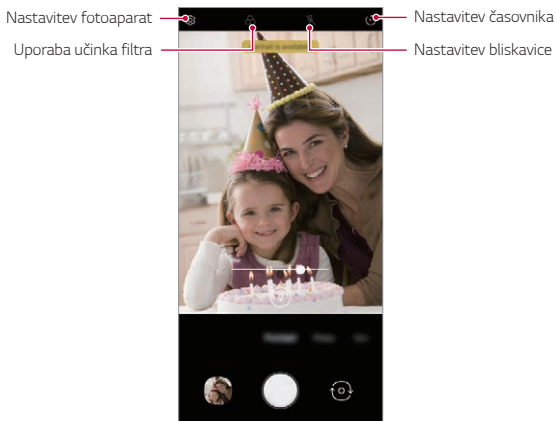 Nastavitev fotoaparat
Nastavitev časovnika
Uporaba učinka filtra
Nastavitev bliskavice